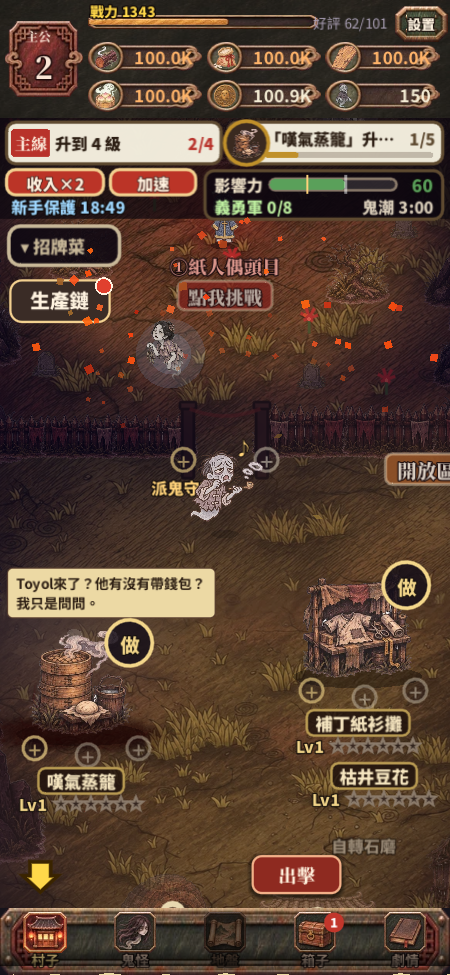 戰力 1343
好評 62/101
設置
主公
2
100.0K
100.0K
100.0K
100.0K
100.9K
150
主線 升到 4 級 2/4
「嘆氣蒸籠」升… 1/5
收入×2
加速
影響力 60
新手保護 18:49
義勇軍 0/8
鬼潮 3:00
▾招牌菜
生產鏈
紙人偶頭目
點我挑戰
派鬼守
開放區
Toyol來了？他有沒有帶錢包？
我只是問問。
做
做
補丁紙衫攤
Lv1
嘆氣蒸籠
Lv1
枯井豆花
Lv1
自轉石磨
出擊
村子
鬼怪
地盤
箱子
1
劇情